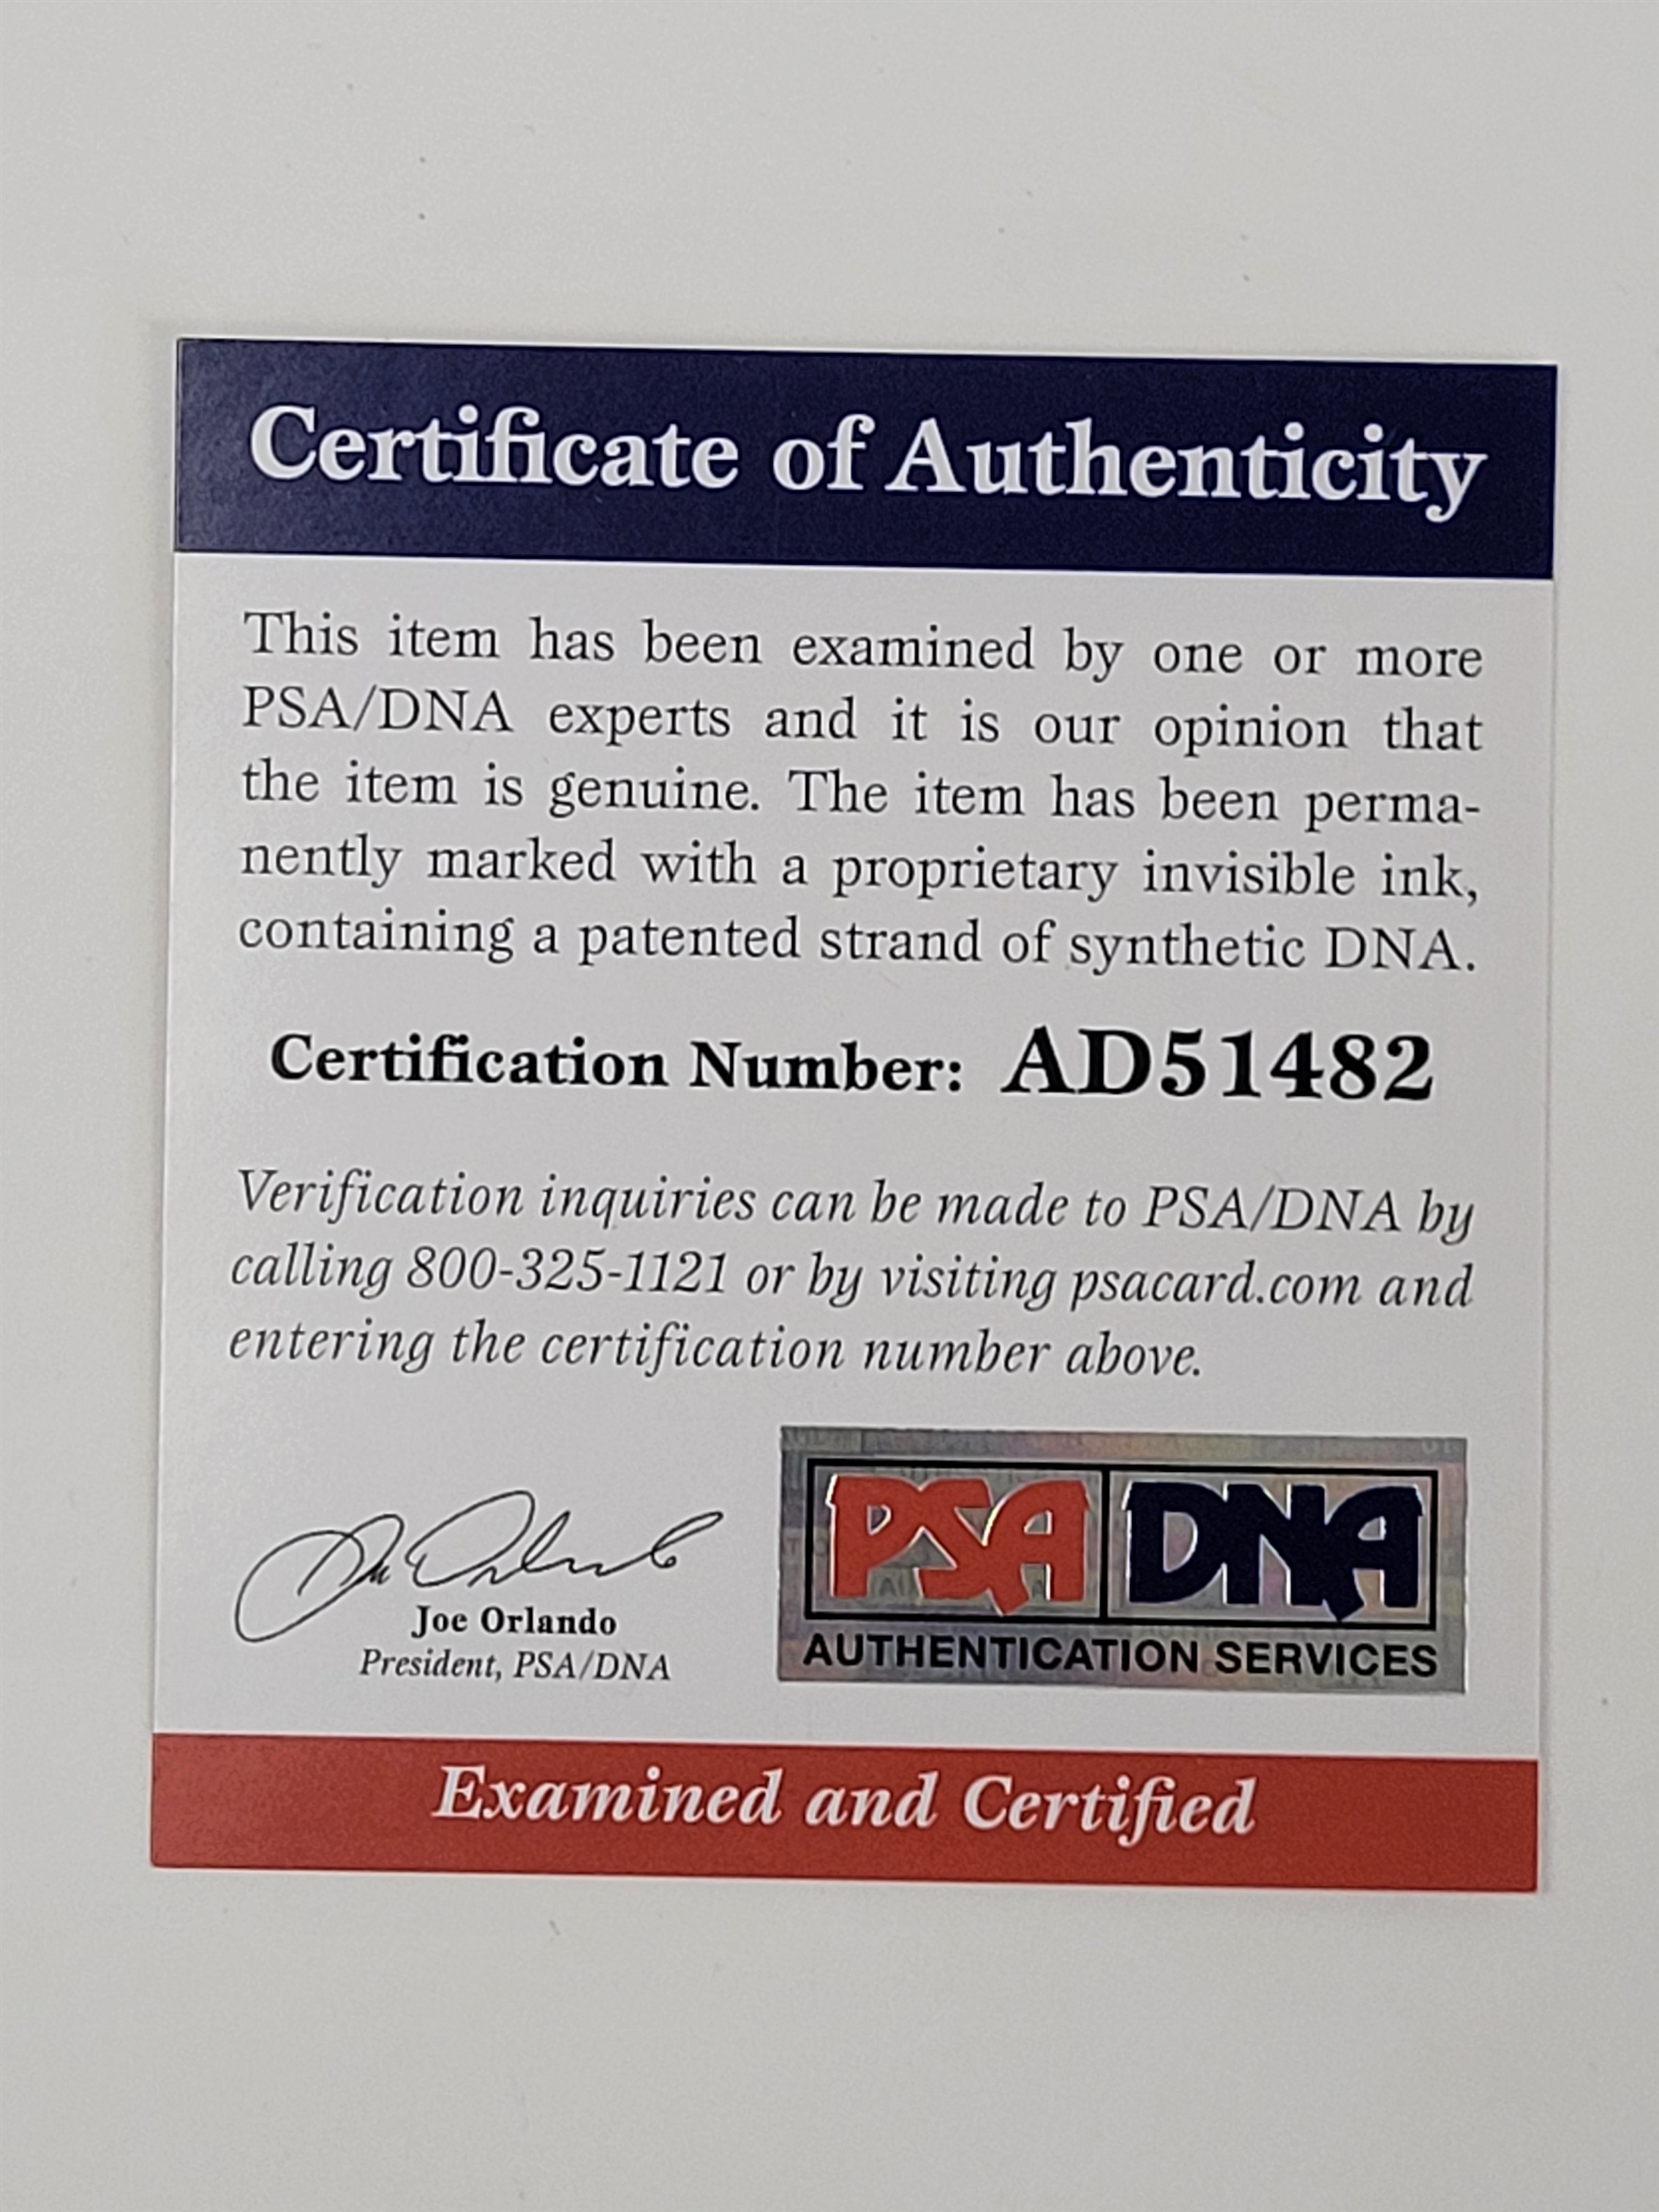 Certificate of Authenticity
This item has been examined by one or more
PSA/DNA experts and it is our opinion that
the item is genuine. The item has been perma-
nently marked with a proprietary invisible ink,
containing a patented strand of synthetic DNA.
Certification Number: AD51482
Verification inquiries can be made to PSA/DNA by
calling 800-325-1121 or by visiting psacard.com and
entering the certification number above.
Joe Orlando
President, PSA/DNA
PSA DNA
AUTHENTICATION SERVICES
Examined and Certified